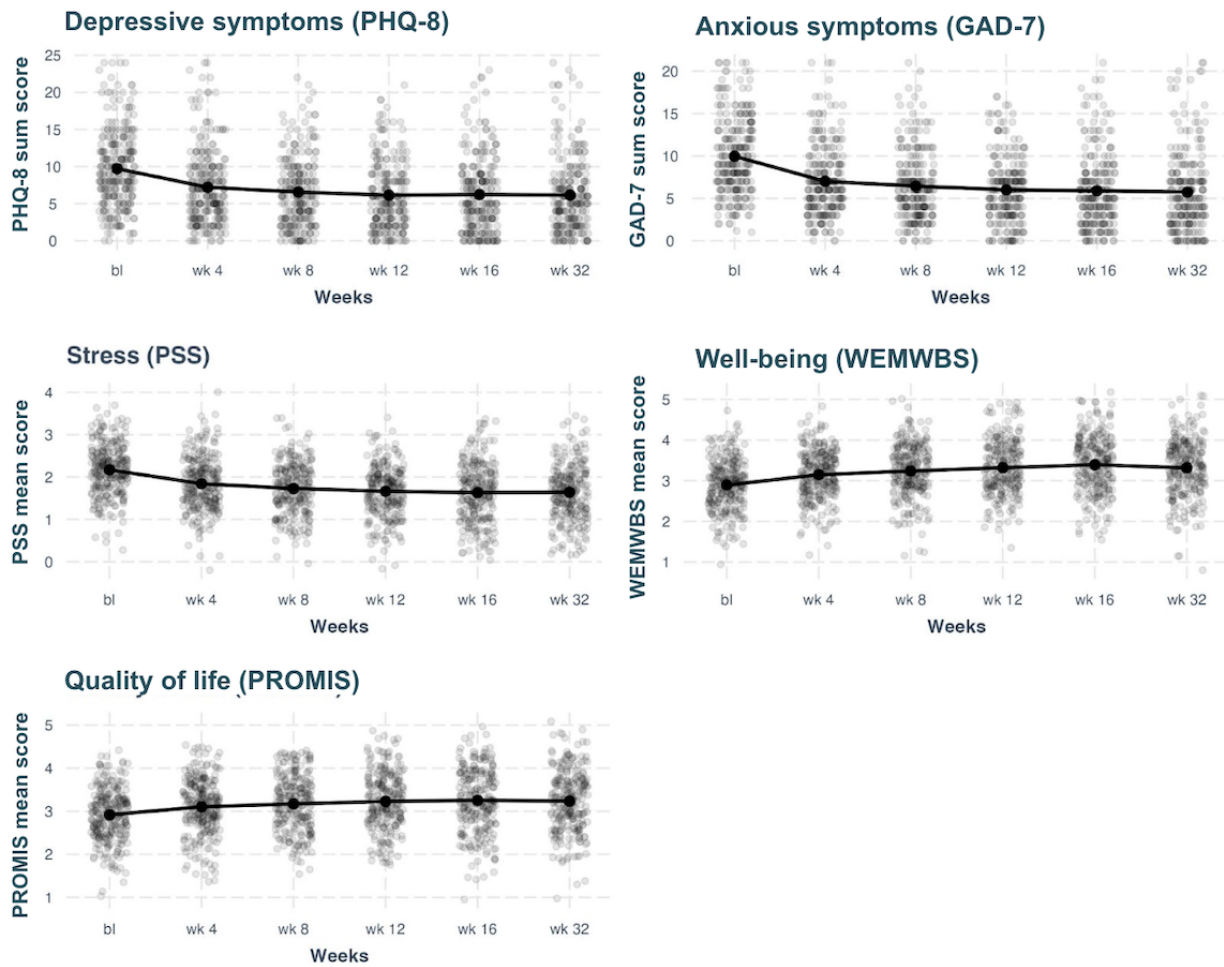 Depressive symptoms (PHQ-8)
PHQ-8 sum score
25
20
15
10
5
0
bl wk 4 wk 8 wk 12 wk 16 wk 32
Weeks
Anxious symptoms (GAD-7)
GAD-7 sum score
20
15
10
5
0
bl wk 4 wk 8 wk 12 wk 16 wk 32
Weeks
Stress (PSS)
PSS mean score
4
3
2
1
0
bl wk 4 wk 8 wk 12 wk 16 wk 32
Weeks
Well-being (WEMWBS)
WEMWBS mean score
5
4
3
2
1
bl wk 4 wk 8 wk 12 wk 16 wk 32
Weeks
Quality of life (PROMIS)
PROMIS mean score
5
4
3
2
1
bl wk 4 wk 8 wk 12 wk 16 wk 32
Weeks